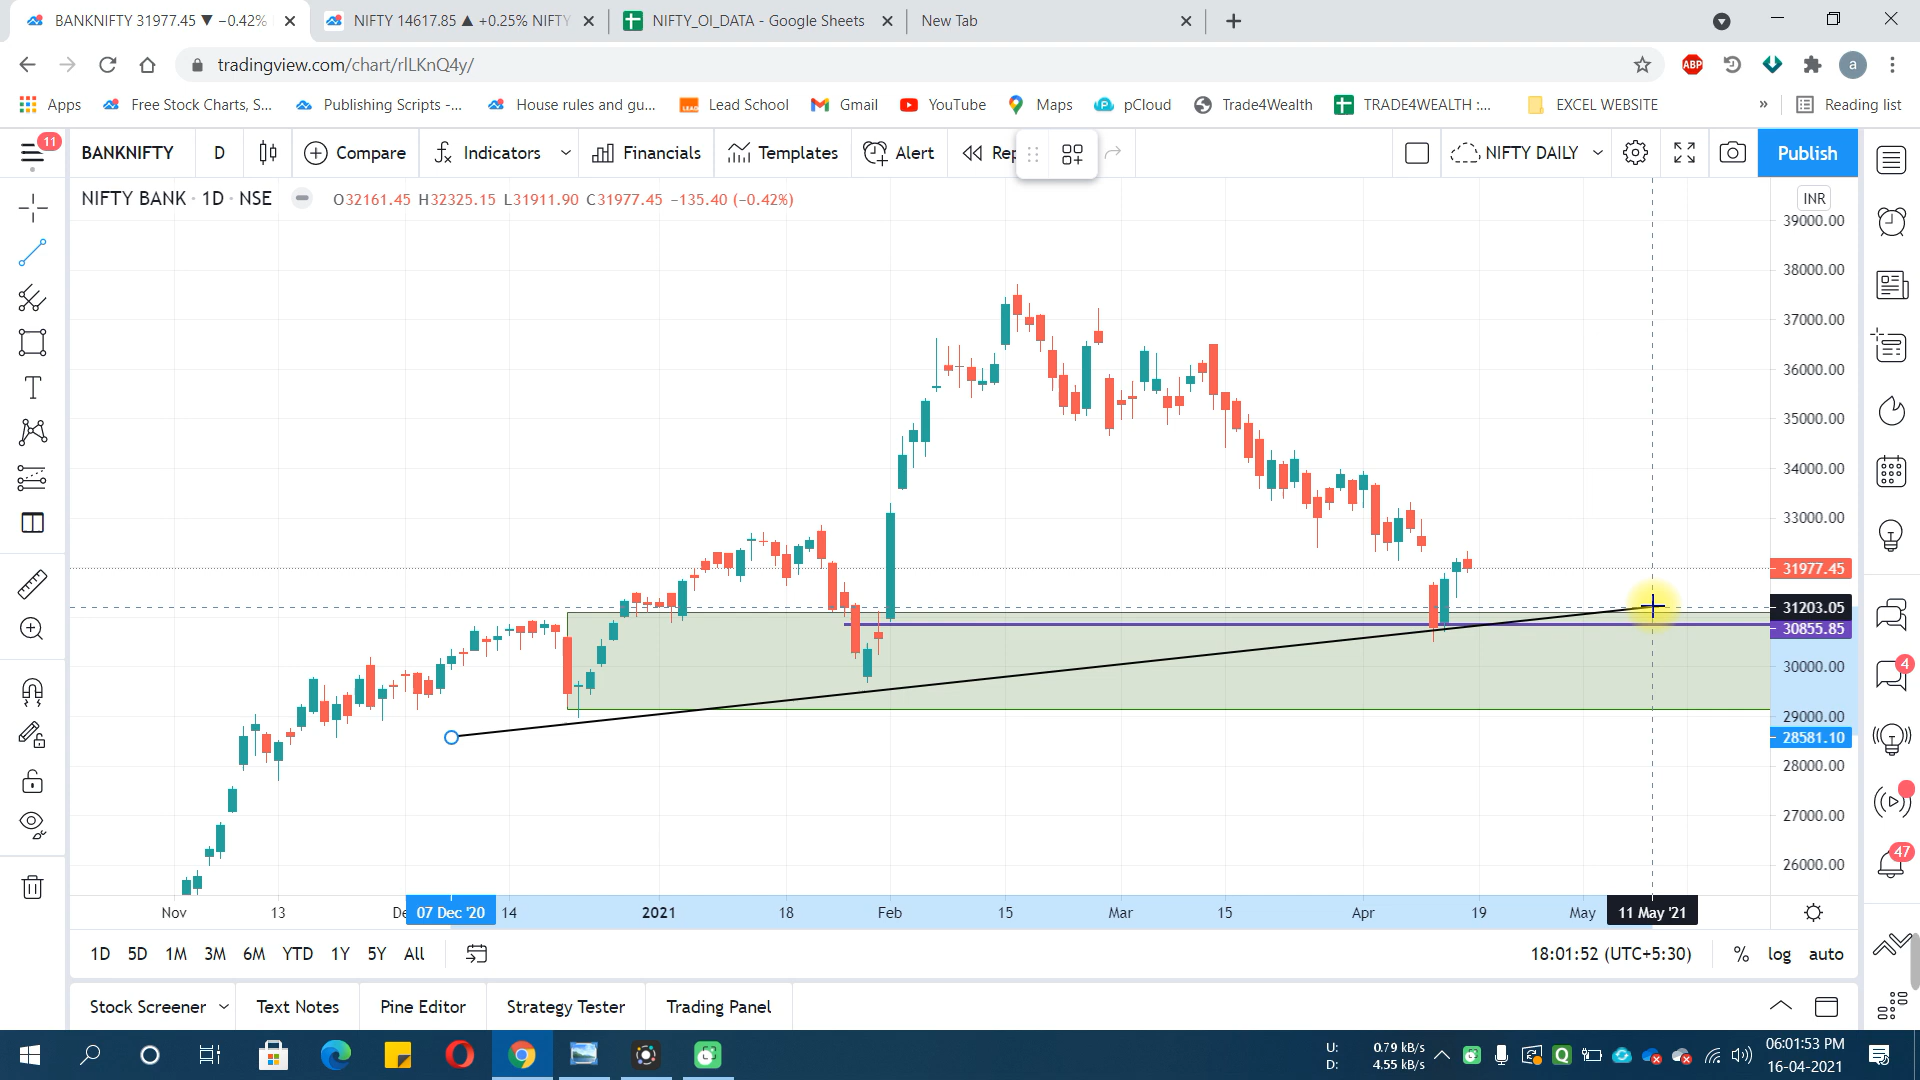 BANKNIFTY 31977.45 ▼ −0.42%
NIFTY 14617.85 ▲ +0.25% NIFTY
NIFTY_OI_DATA - Google Sheets
New Tab
tradingview.com/chart/rlLKnQ4y/
ABP
a
Apps
Free Stock Charts, S...
Publishing Scripts -...
House rules and gu...
LEAD
Lead School
Gmail
YouTube
Maps
pCloud
Trade4Wealth
TRADE4WEALTH :...
EXCEL WEBSITE
»
Reading list
11
BANKNIFTY
D
Compare
Indicators
Financials
Templates
Alert
Rep
NIFTY DAILY
Publish
NIFTY BANK · 1D · NSE
O32161.45 H32325.15 L31911.90 C31977.45 −135.40 (−0.42%)
INR
39000.00
38000.00
37000.00
36000.00
35000.00
34000.00
33000.00
31977.45
31203.05
30855.85
30000.00
29000.00
28581.10
28000.00
27000.00
26000.00
4
47
Nov
13
De
07 Dec '20
14
2021
18
Feb
15
Mar
15
Apr
19
May
11 May '21
1D 5D 1M 3M 6M YTD 1Y 5Y All
18:01:52 (UTC+5:30)
% log auto
Stock Screener
Text Notes
Pine Editor
Strategy Tester
Trading Panel
U: 0.79 kB/s
D: 4.55 kB/s
06:01:53 PM
16-04-2021